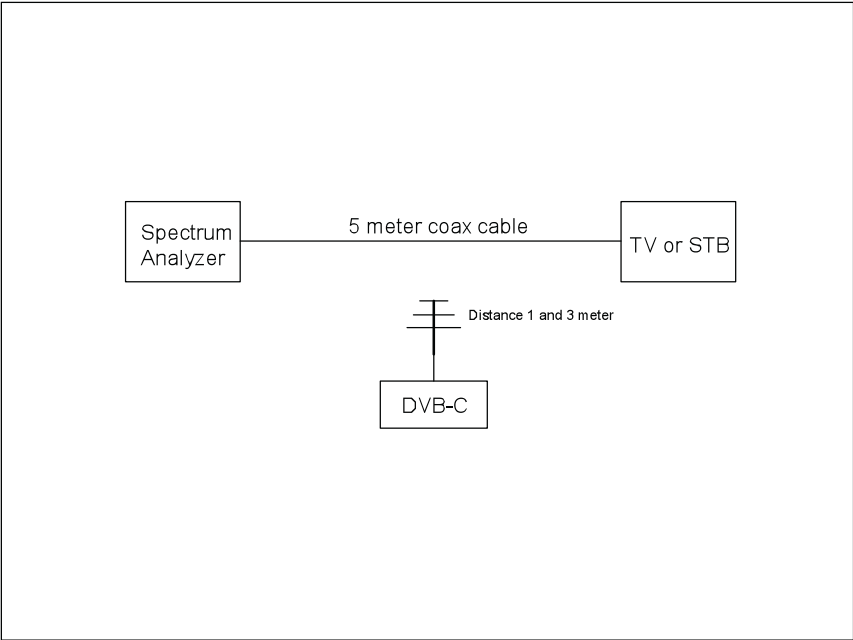 5 meter coax cable
Spectrum
Analyzer
TV or STB
Distance 1 and 3 meter
DVB-C